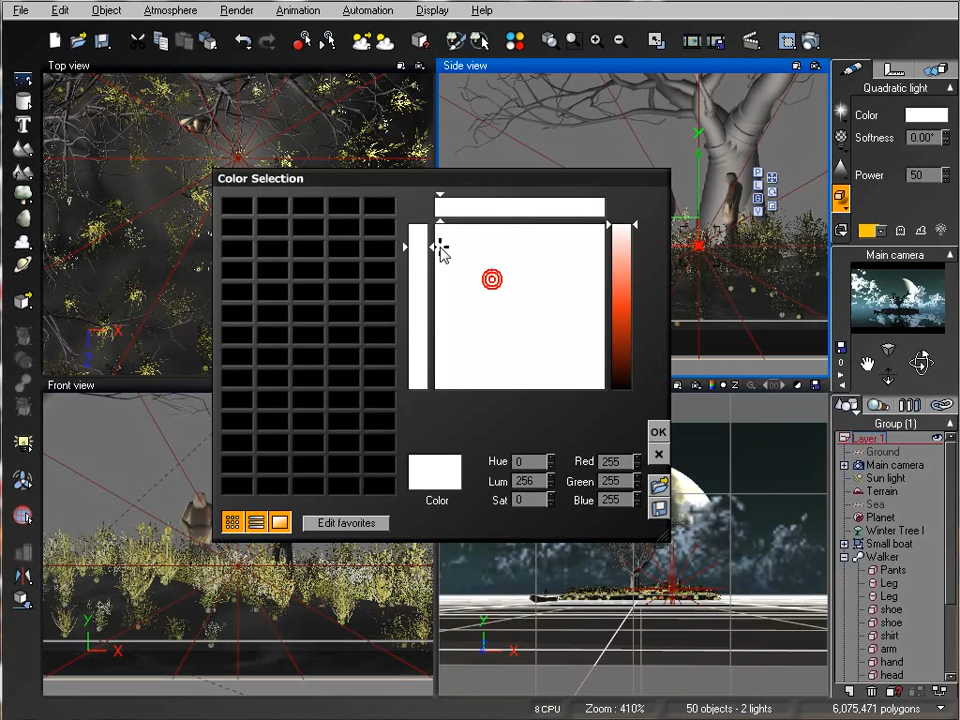 File Edit Object Atmosphere Render Animation Automation Display Help
Top view
Side view
Quadratic light
Color
Softness 0.00°
Power 50
Main camera
Color Selection
Front view
OK
Hue 0 Red 255
Lum 256 Green 255
Sat 0 Blue 255
Color
Edit favorites
Group (1)
Layer 1
Ground
Main camera
Sun light
Terrain
Sea
Planet
Winter Tree I
Small boat
Walker
Pants
Leg
Leg
shoe
shoe
shirt
arm
hand
head
Y
X
Y
X
Y
X
8 CPU Zoom : 410% 50 objects - 2 lights 6,075,471 polygons